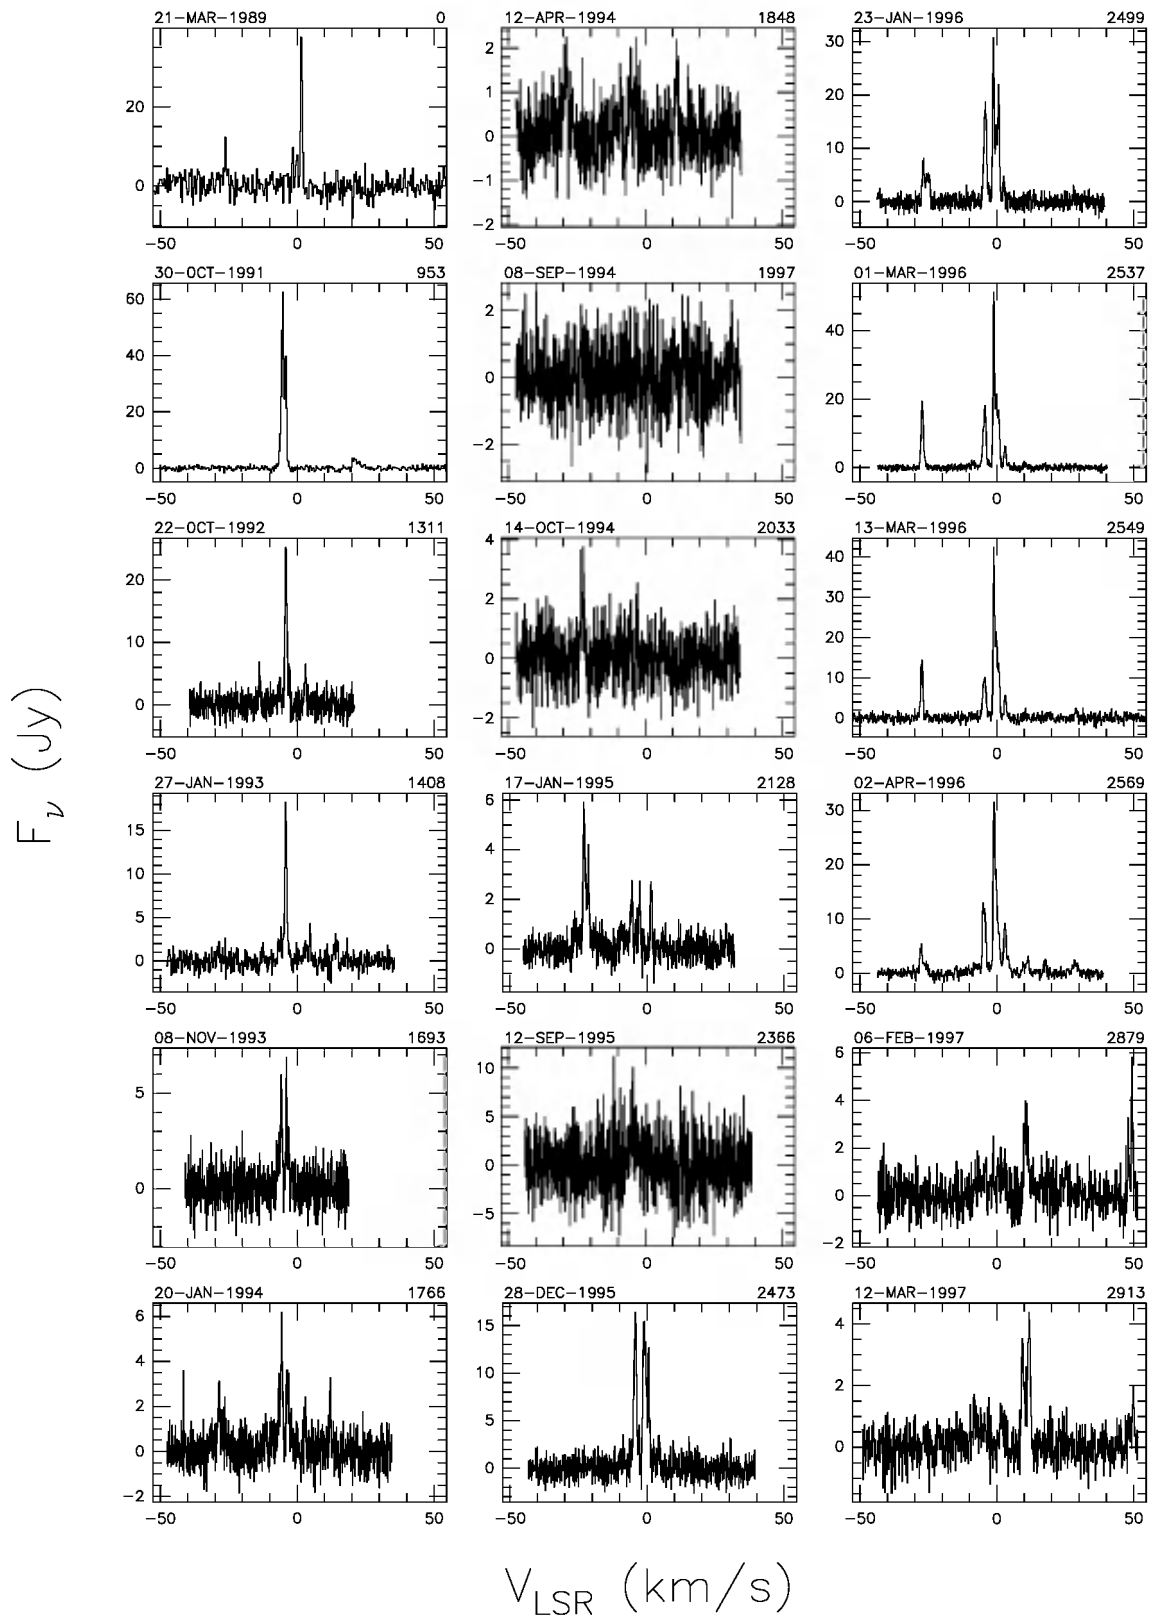 21-MAR-1989 0
20
0
-50 0 50
12-APR-1994 1848
2
1
0
-1
-2
-50 0 50
23-JAN-1996 2499
30
20
10
0
-50 0 50
30-OCT-1991 953
60
40
20
0
-50 0 50
08-SEP-1994 1997
2
0
-2
-50 0 50
01-MAR-1996 2537
40
20
0
-50 0 50
22-OCT-1992 1311
20
10
0
-50 0 50
14-OCT-1994 2033
4
2
0
-2
-50 0 50
13-MAR-1996 2549
40
30
20
10
0
-50 0 50
27-JAN-1993 1408
15
10
5
0
-50 0 50
17-JAN-1995 2128
6
4
2
0
-50 0 50
02-APR-1996 2569
30
20
10
0
-50 0 50
08-NOV-1993 1693
5
0
-50 0 50
12-SEP-1995 2366
10
5
0
-5
-50 0 50
06-FEB-1997 2879
6
4
2
0
-2
-50 0 50
20-JAN-1994 1766
6
4
2
0
-2
-50 0 50
28-DEC-1995 2473
15
10
5
0
-50 0 50
12-MAR-1997 2913
4
2
0
-50 0 50
F_ν (Jy)
V_LSR (km/s)